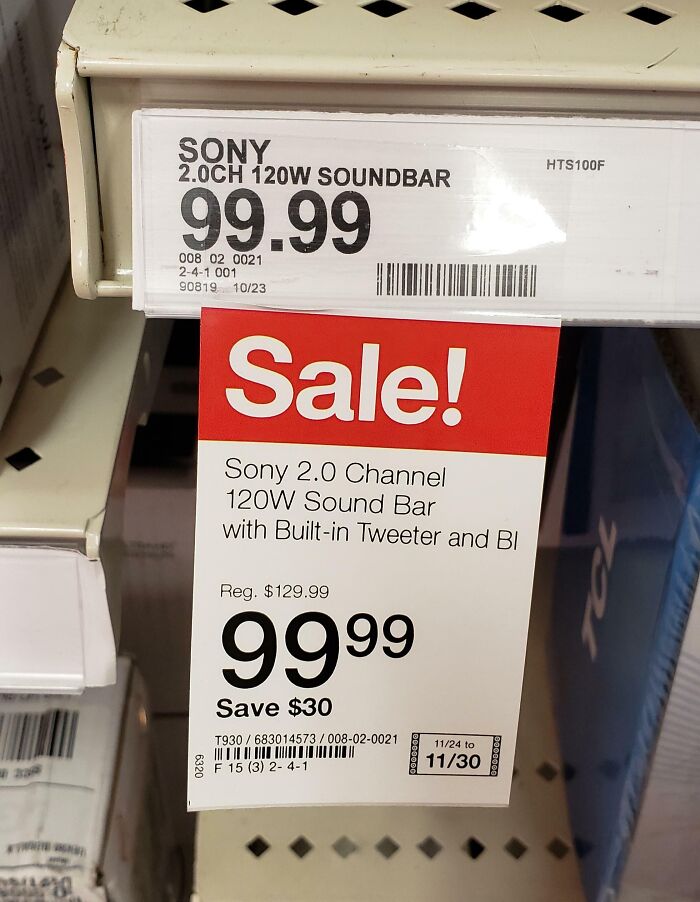 SONY
2.0CH 120W SOUNDBAR
HTS100F
99.99
008 02 0021
2-4-1 001
90819 10/23
Sale!
Sony 2.0 Channel
120W Sound Bar
with Built-in Tweeter and Bl
Reg. $129.99
99 99
Save $30
T930 / 683014573 / 008-02-0021
F 15 (3) 2- 4-1
6320
11/24 to
11/30
TCL